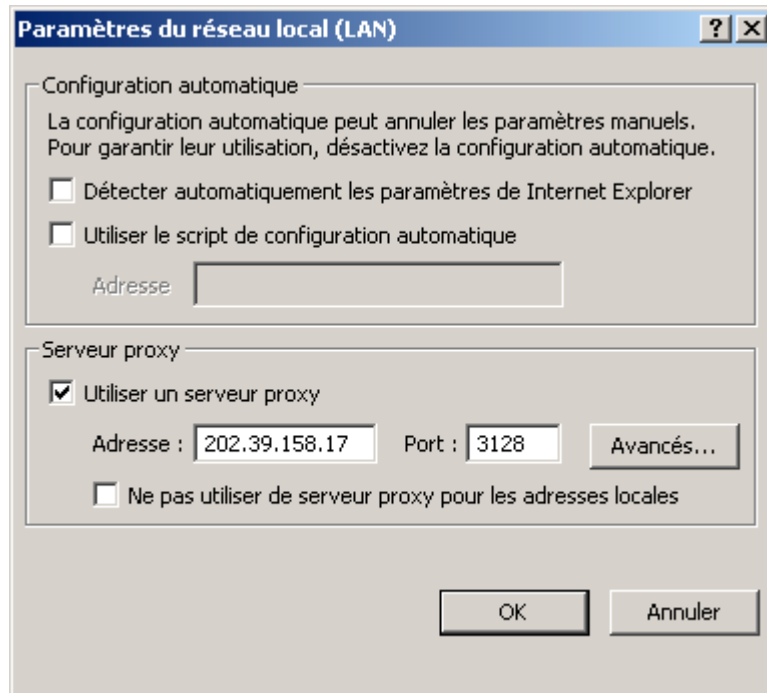 Paramètres du réseau local (LAN)
Configuration automatique
La configuration automatique peut annuler les paramètres manuels.
Pour garantir leur utilisation, désactivez la configuration automatique.
Détecter automatiquement les paramètres de Internet Explorer
Utiliser le script de configuration automatique
Adresse
Serveur proxy
Utiliser un serveur proxy
Adresse : 202.39.158.17 Port : 3128 Avancés...
Ne pas utiliser de serveur proxy pour les adresses locales
OK Annuler